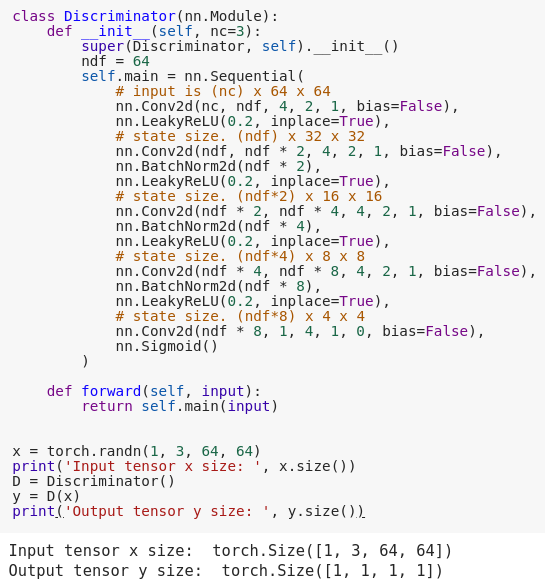 class Discriminator(nn.Module):
    def __init__(self, nc=3):
        super(Discriminator, self).__init__()
        ndf = 64
        self.main = nn.Sequential(
            # input is (nc) x 64 x 64
            nn.Conv2d(nc, ndf, 4, 2, 1, bias=False),
            nn.LeakyReLU(0.2, inplace=True),
            # state size. (ndf) x 32 x 32
            nn.Conv2d(ndf, ndf * 2, 4, 2, 1, bias=False),
            nn.BatchNorm2d(ndf * 2),
            nn.LeakyReLU(0.2, inplace=True),
            # state size. (ndf*2) x 16 x 16
            nn.Conv2d(ndf * 2, ndf * 4, 4, 2, 1, bias=False),
            nn.BatchNorm2d(ndf * 4),
            nn.LeakyReLU(0.2, inplace=True),
            # state size. (ndf*4) x 8 x 8
            nn.Conv2d(ndf * 4, ndf * 8, 4, 2, 1, bias=False),
            nn.BatchNorm2d(ndf * 8),
            nn.LeakyReLU(0.2, inplace=True),
            # state size. (ndf*8) x 4 x 4
            nn.Conv2d(ndf * 8, 1, 4, 1, 0, bias=False),
            nn.Sigmoid()
        )

    def forward(self, input):
        return self.main(input)


x = torch.randn(1, 3, 64, 64)
print('Input tensor x size: ', x.size())
D = Discriminator()
y = D(x)
print('Output tensor y size: ', y.size())
Input tensor x size:  torch.Size([1, 3, 64, 64])
Output tensor y size:  torch.Size([1, 1, 1, 1])